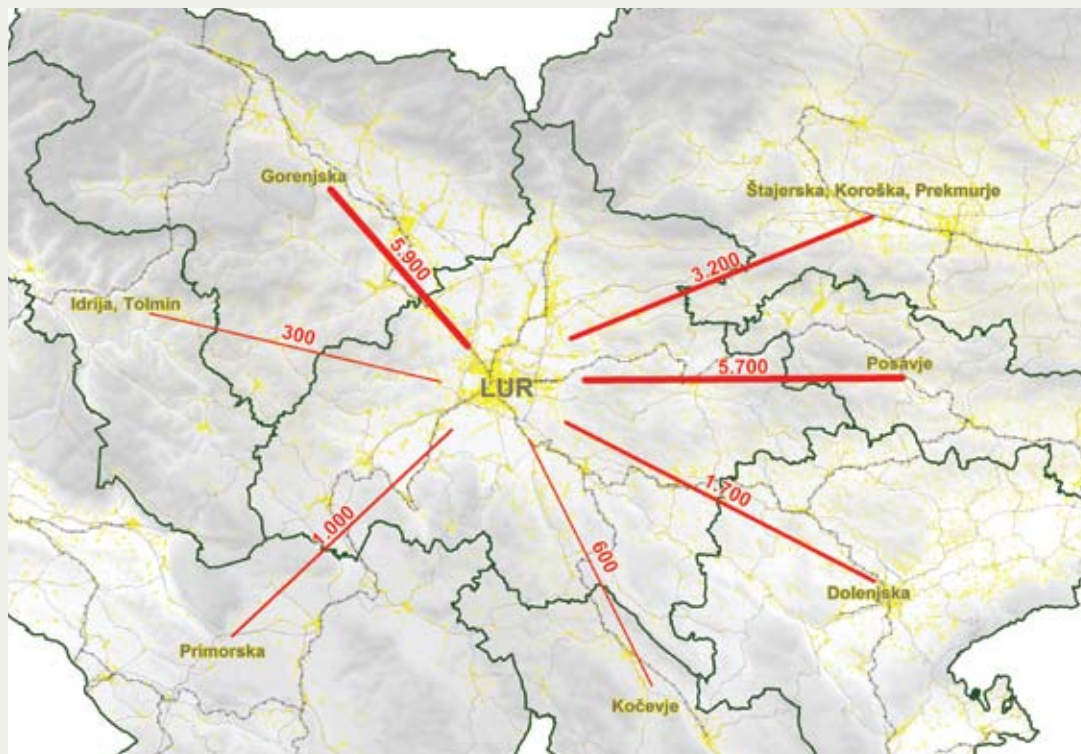 Gorenjska
Štajerska, Koroška, Prekmurje
5.900
3.200
Idrija, Tolmin
300
LUR
5.700
Posavje
1.700
1.000
600
Dolenjska
Primorska
Kočevje